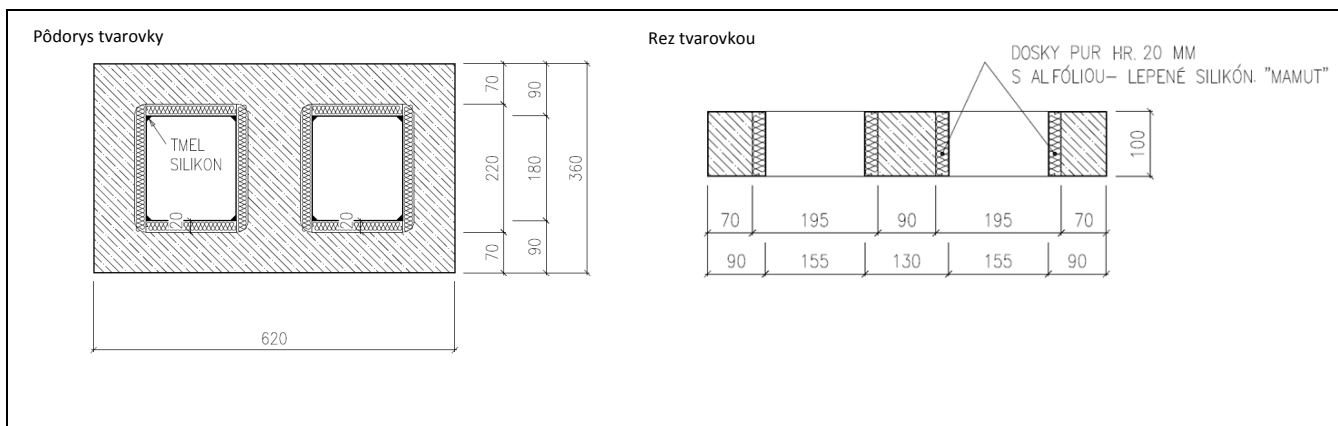 Pôdorys tvarovky
Rez tvarovkou
DOSKY PUR HR. 20 MM
S ALFÓLIOU– LEPENÉ SILIKÓN. "MAMUT"
TMEL
SILIKON
20
20
70
220
70
90
180
90
360
620
100
70 195 90 195 70
90 155 130 155 90